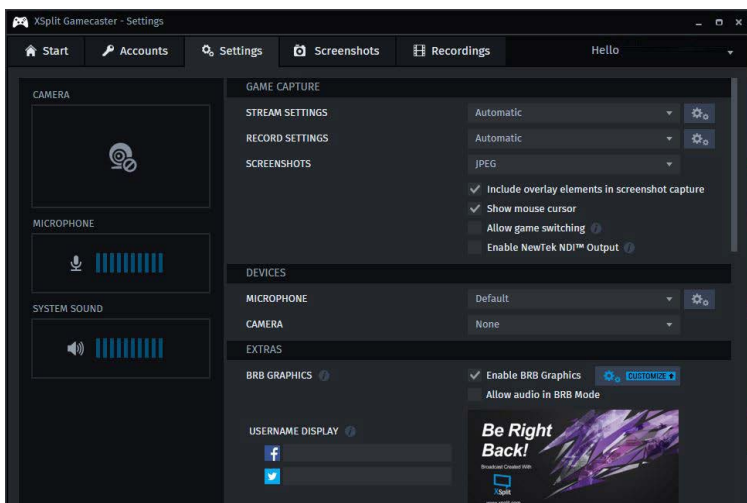 XSplit Gamecaster - Settings
Start Accounts Settings Screenshots Recordings Hello
CAMERA
MICROPHONE
SYSTEM SOUND
GAME CAPTURE
STREAM SETTINGS Automatic
RECORD SETTINGS Automatic
SCREENSHOTS JPEG
Include overlay elements in screenshot capture
Show mouse cursor
Allow game switching
Enable NewTek NDI™ Output
DEVICES
MICROPHONE Default
CAMERA None
EXTRAS
BRB GRAPHICS Enable BRB Graphics CUSTOMIZE
Allow audio in BRB Mode
USERNAME DISPLAY
Be Right
Back!
Broadcast Created With
XSplit